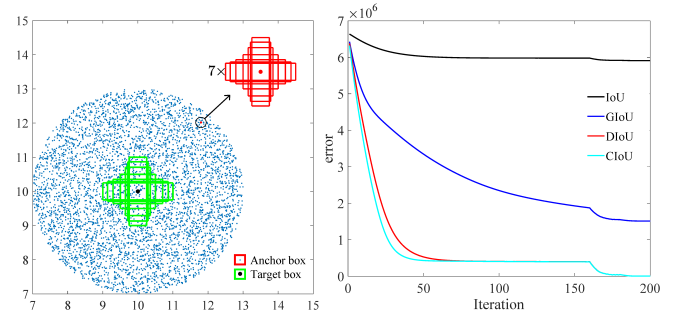 15
14
13
12
11
10
9
8
7
7 8 9 10 11 12 13 14 15
7×
Anchor box
Target box
×10⁶
7
6
5
4
3
2
1
0
error
0 50 100 150 200
Iteration
IoU
GIoU
DIoU
CIoU